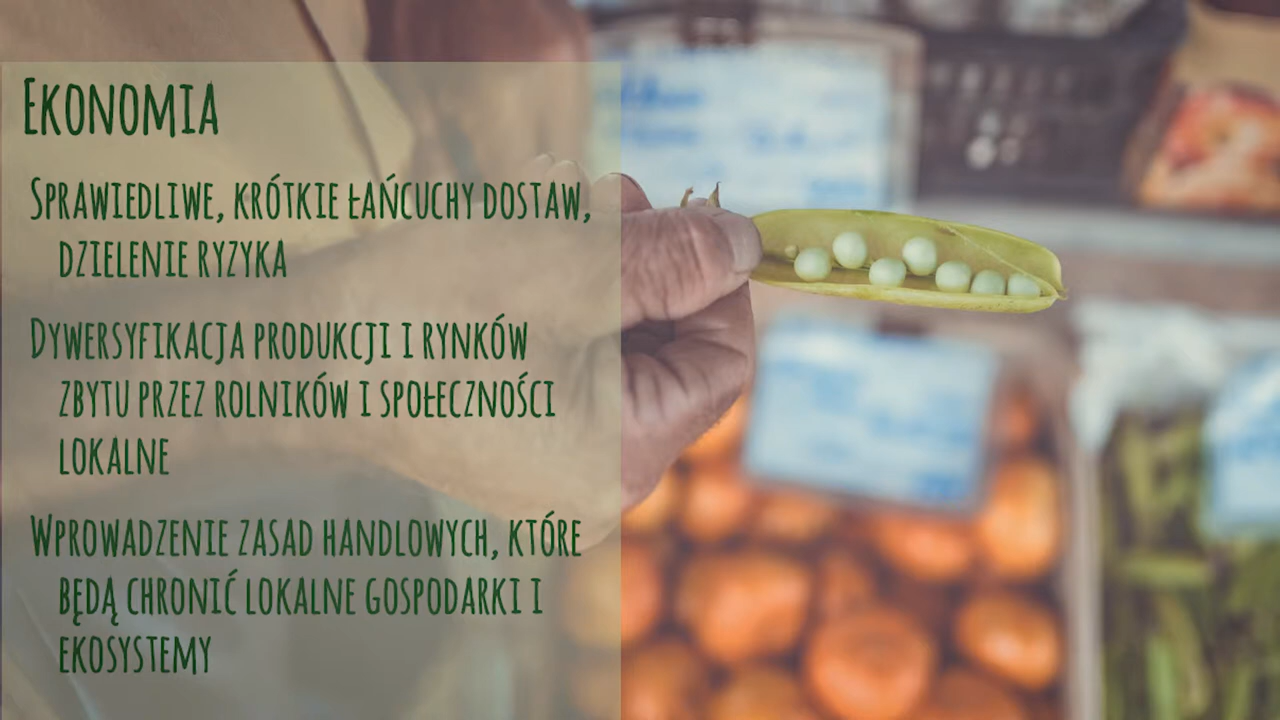 Ekonomia
Sprawiedliwe, krótkie łańcuchy dostaw,
dzielenie ryzyka
Dywersyfikacja produkcji i rynków
zbytu przez rolników i społeczności
lokalne
Wprowadzenie zasad handlowych, które
będą chronić lokalne gospodarki i
ekosystemy